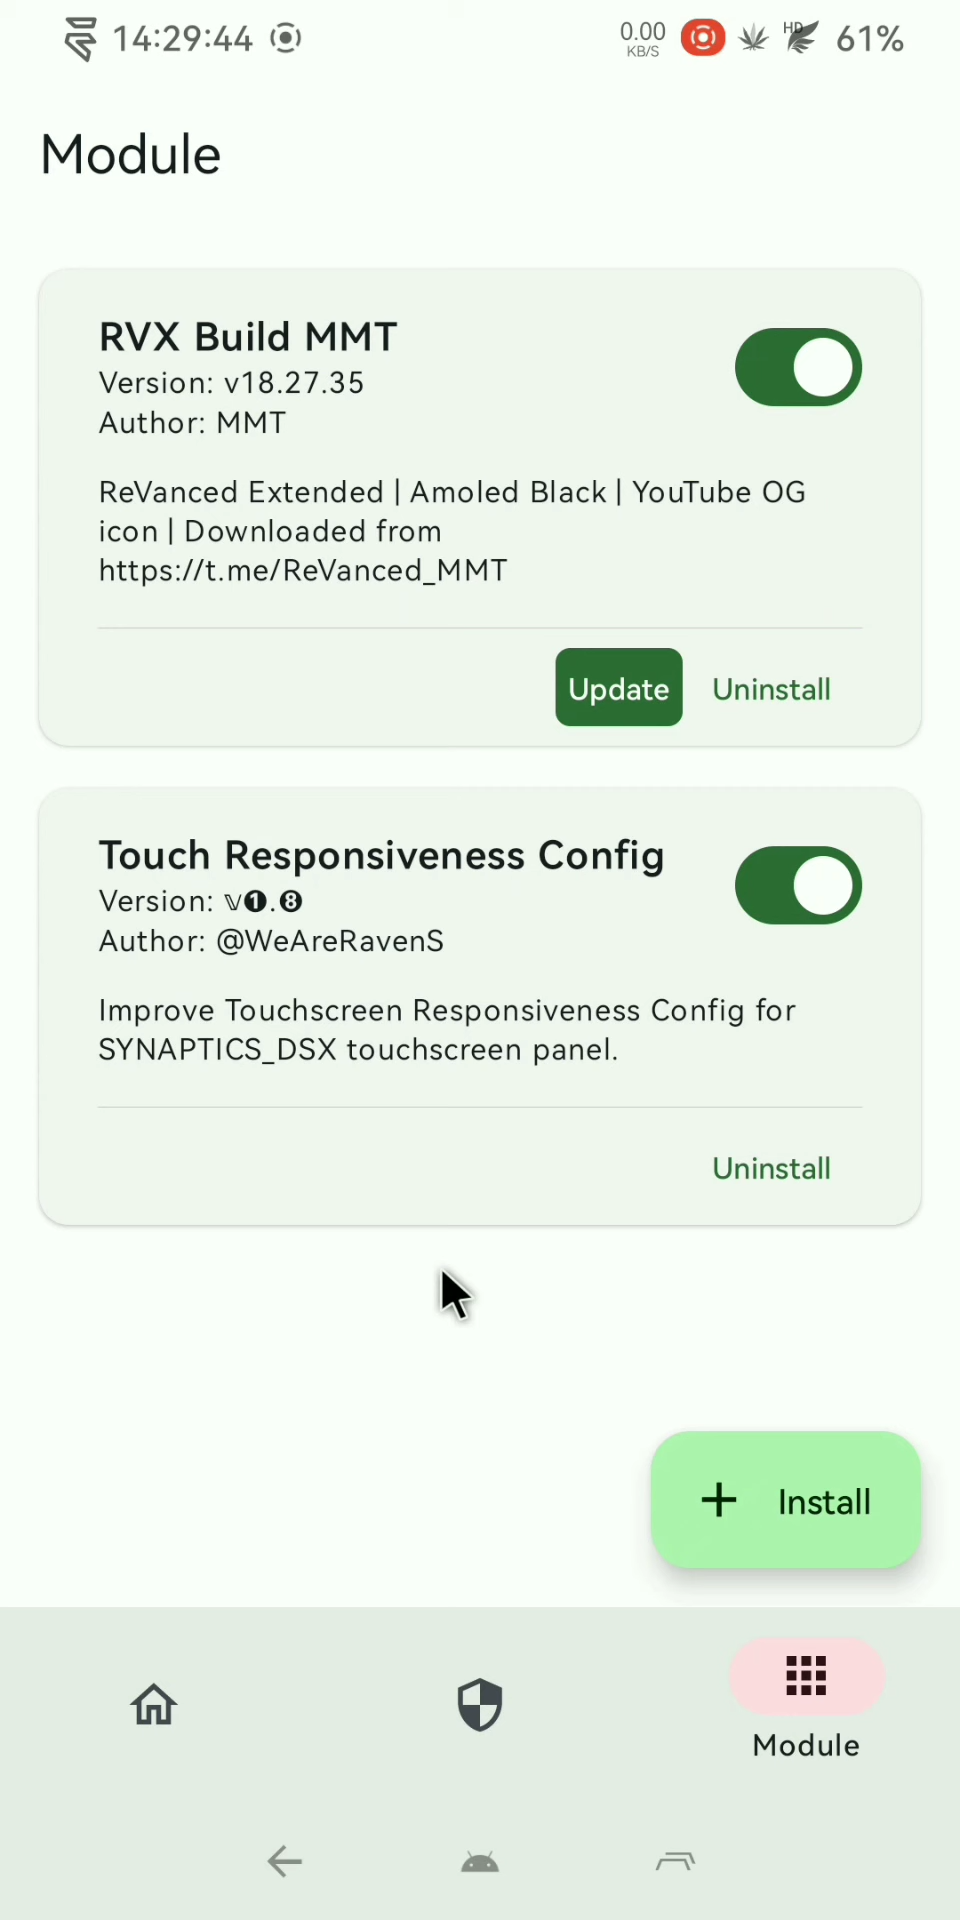 14:29:44
0.00
KB/S
HD
61%
Module
RVX Build MMT
Version: v18.27.35
Author: MMT
ReVanced Extended | Amoled Black | YouTube OG
icon | Downloaded from
https://t.me/ReVanced_MMT
Update
Uninstall
Touch Responsiveness Config
Version: 𝕧❶.❽
Author: @WeAreRavenS
Improve Touchscreen Responsiveness Config for
SYNAPTICS_DSX touchscreen panel.
Uninstall
Install
Module